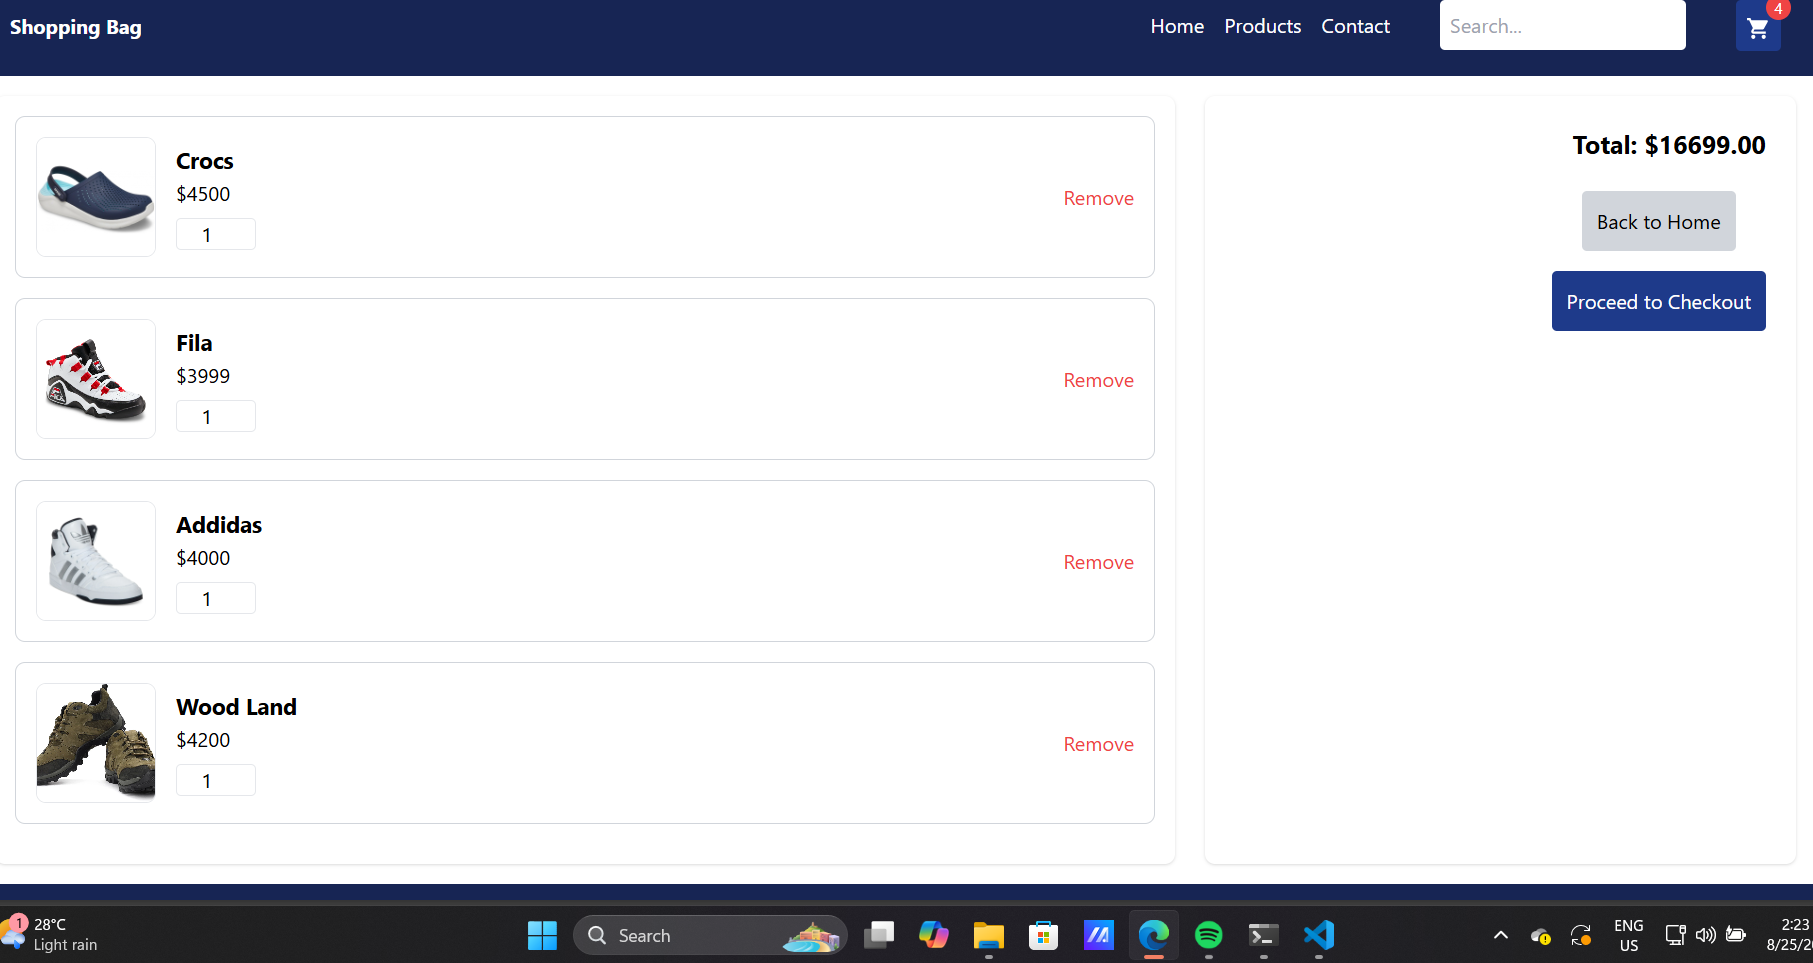 Shopping Bag
Home Products Contact
Search...
4
Crocs
$4500
1
Remove
Fila
$3999
1
Remove
Addidas
$4000
1
Remove
Wood Land
$4200
1
Remove
Total: $16699.00
Back to Home
Proceed to Checkout
1
28°C
Light rain
Search
ENG
US
2:23
8/25/2